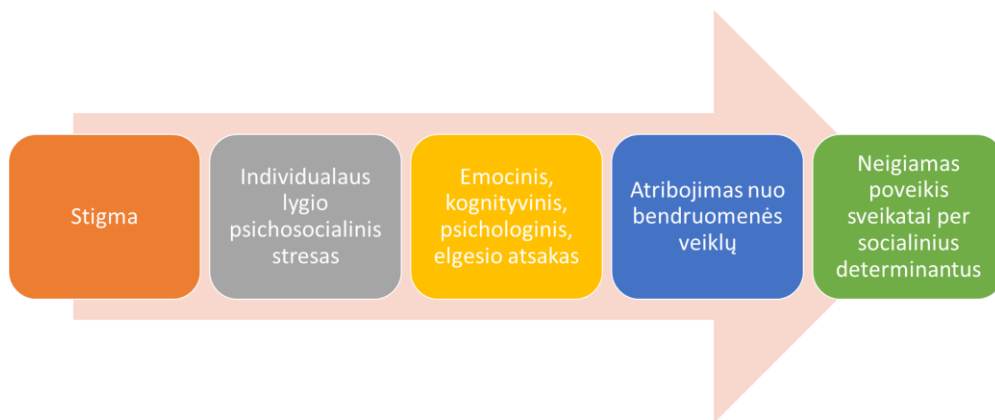 Stigma
Individualaus
lygio
psichosocialinis
stresas
Emocinis,
kognityvinis,
psichologinis,
elgesio atsakas
Atribojimas nuo
bendruomenės
veiklų
Neigiamas
poveikis
sveikatai per
socialinius
determinantus